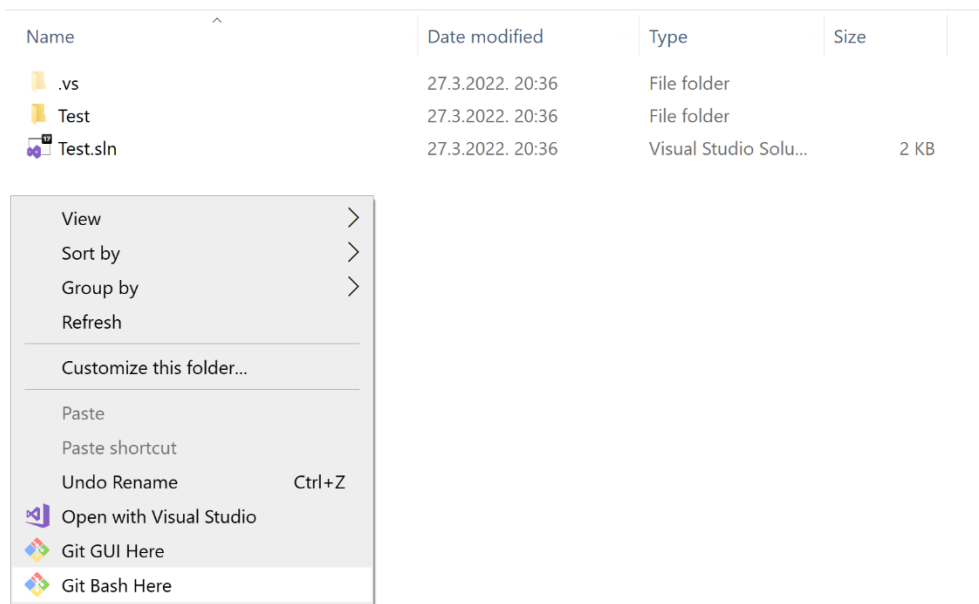 Name Date modified Type Size
.vs 27.3.2022. 20:36 File folder
Test 27.3.2022. 20:36 File folder
17
Test.sln 27.3.2022. 20:36 Visual Studio Solu... 2 KB
View
Sort by
Group by
Refresh
Customize this folder...
Paste
Paste shortcut
Undo Rename Ctrl+Z
Open with Visual Studio
Git GUI Here
Git Bash Here